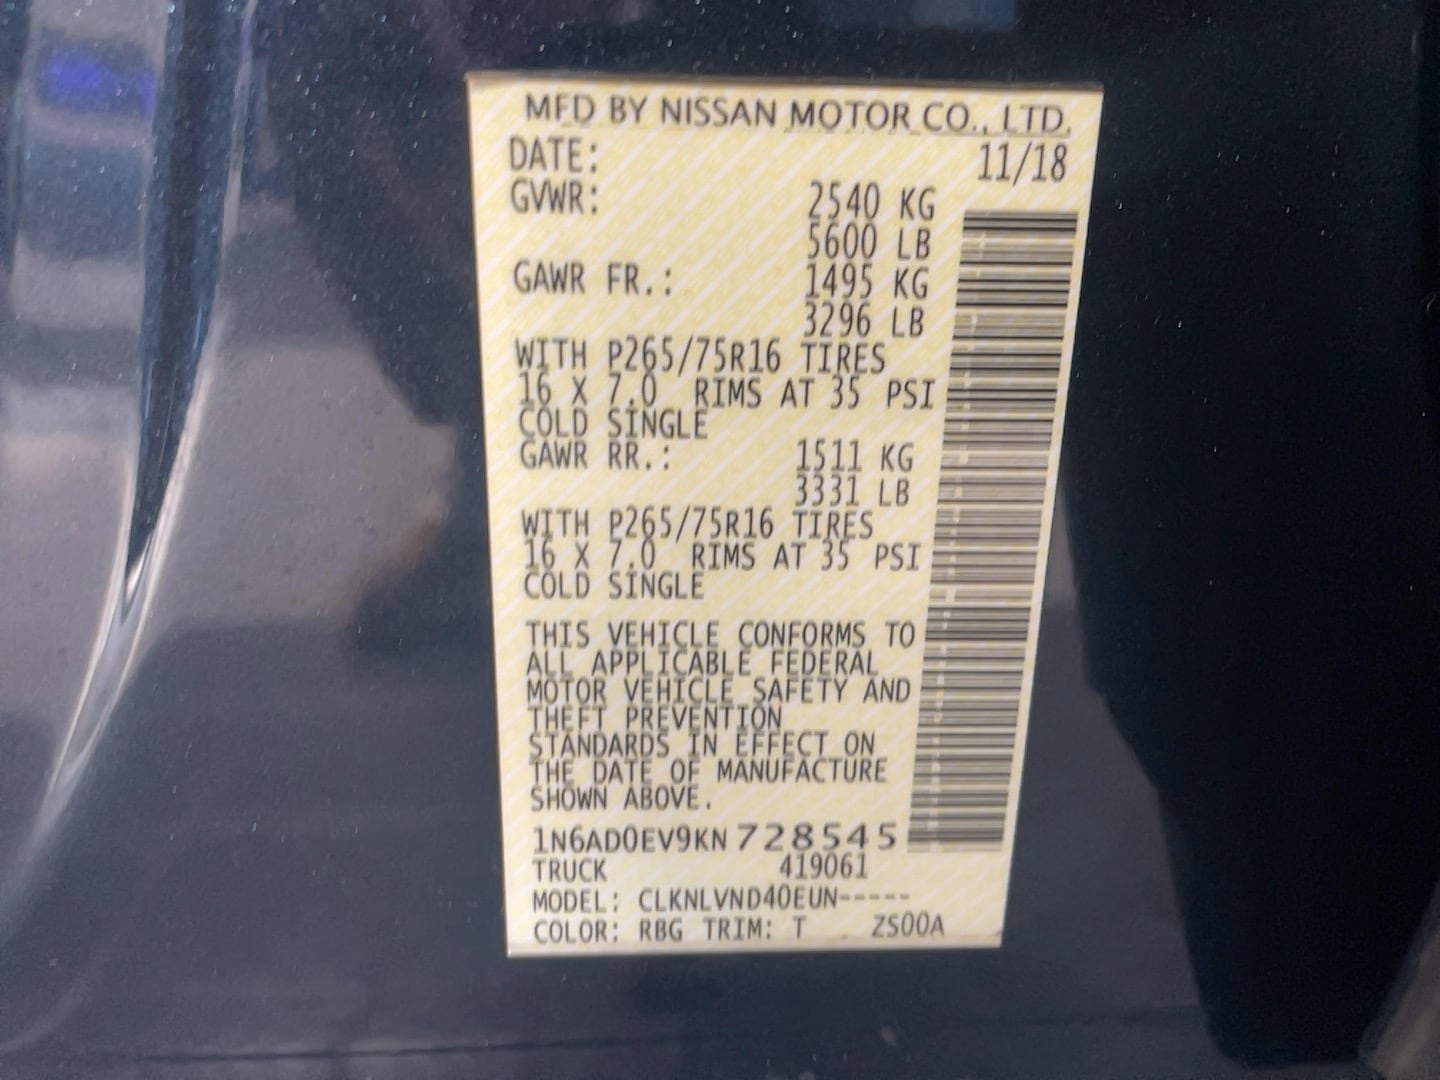 MFD BY NISSAN MOTOR CO., LTD.
DATE: 11/18
GVWR: 2540 KG
5600 LB
GAWR FR.: 1495 KG
3296 LB
WITH P265/75R16 TIRES
16 X 7.0 RIMS AT 35 PSI
COLD SINGLE
GAWR RR.: 1511 KG
3331 LB
WITH P265/75R16 TIRES
16 X 7.0 RIMS AT 35 PSI
COLD SINGLE
THIS VEHICLE CONFORMS TO
ALL APPLICABLE FEDERAL
MOTOR VEHICLE SAFETY AND
THEFT PREVENTION
STANDARDS IN EFFECT ON
THE DATE OF MANUFACTURE
SHOWN ABOVE.
1N6AD0EV9KN728545
TRUCK 419061
MODEL: CLKNLVND40EUN-----
COLOR: RBG TRIM: T ZS00A